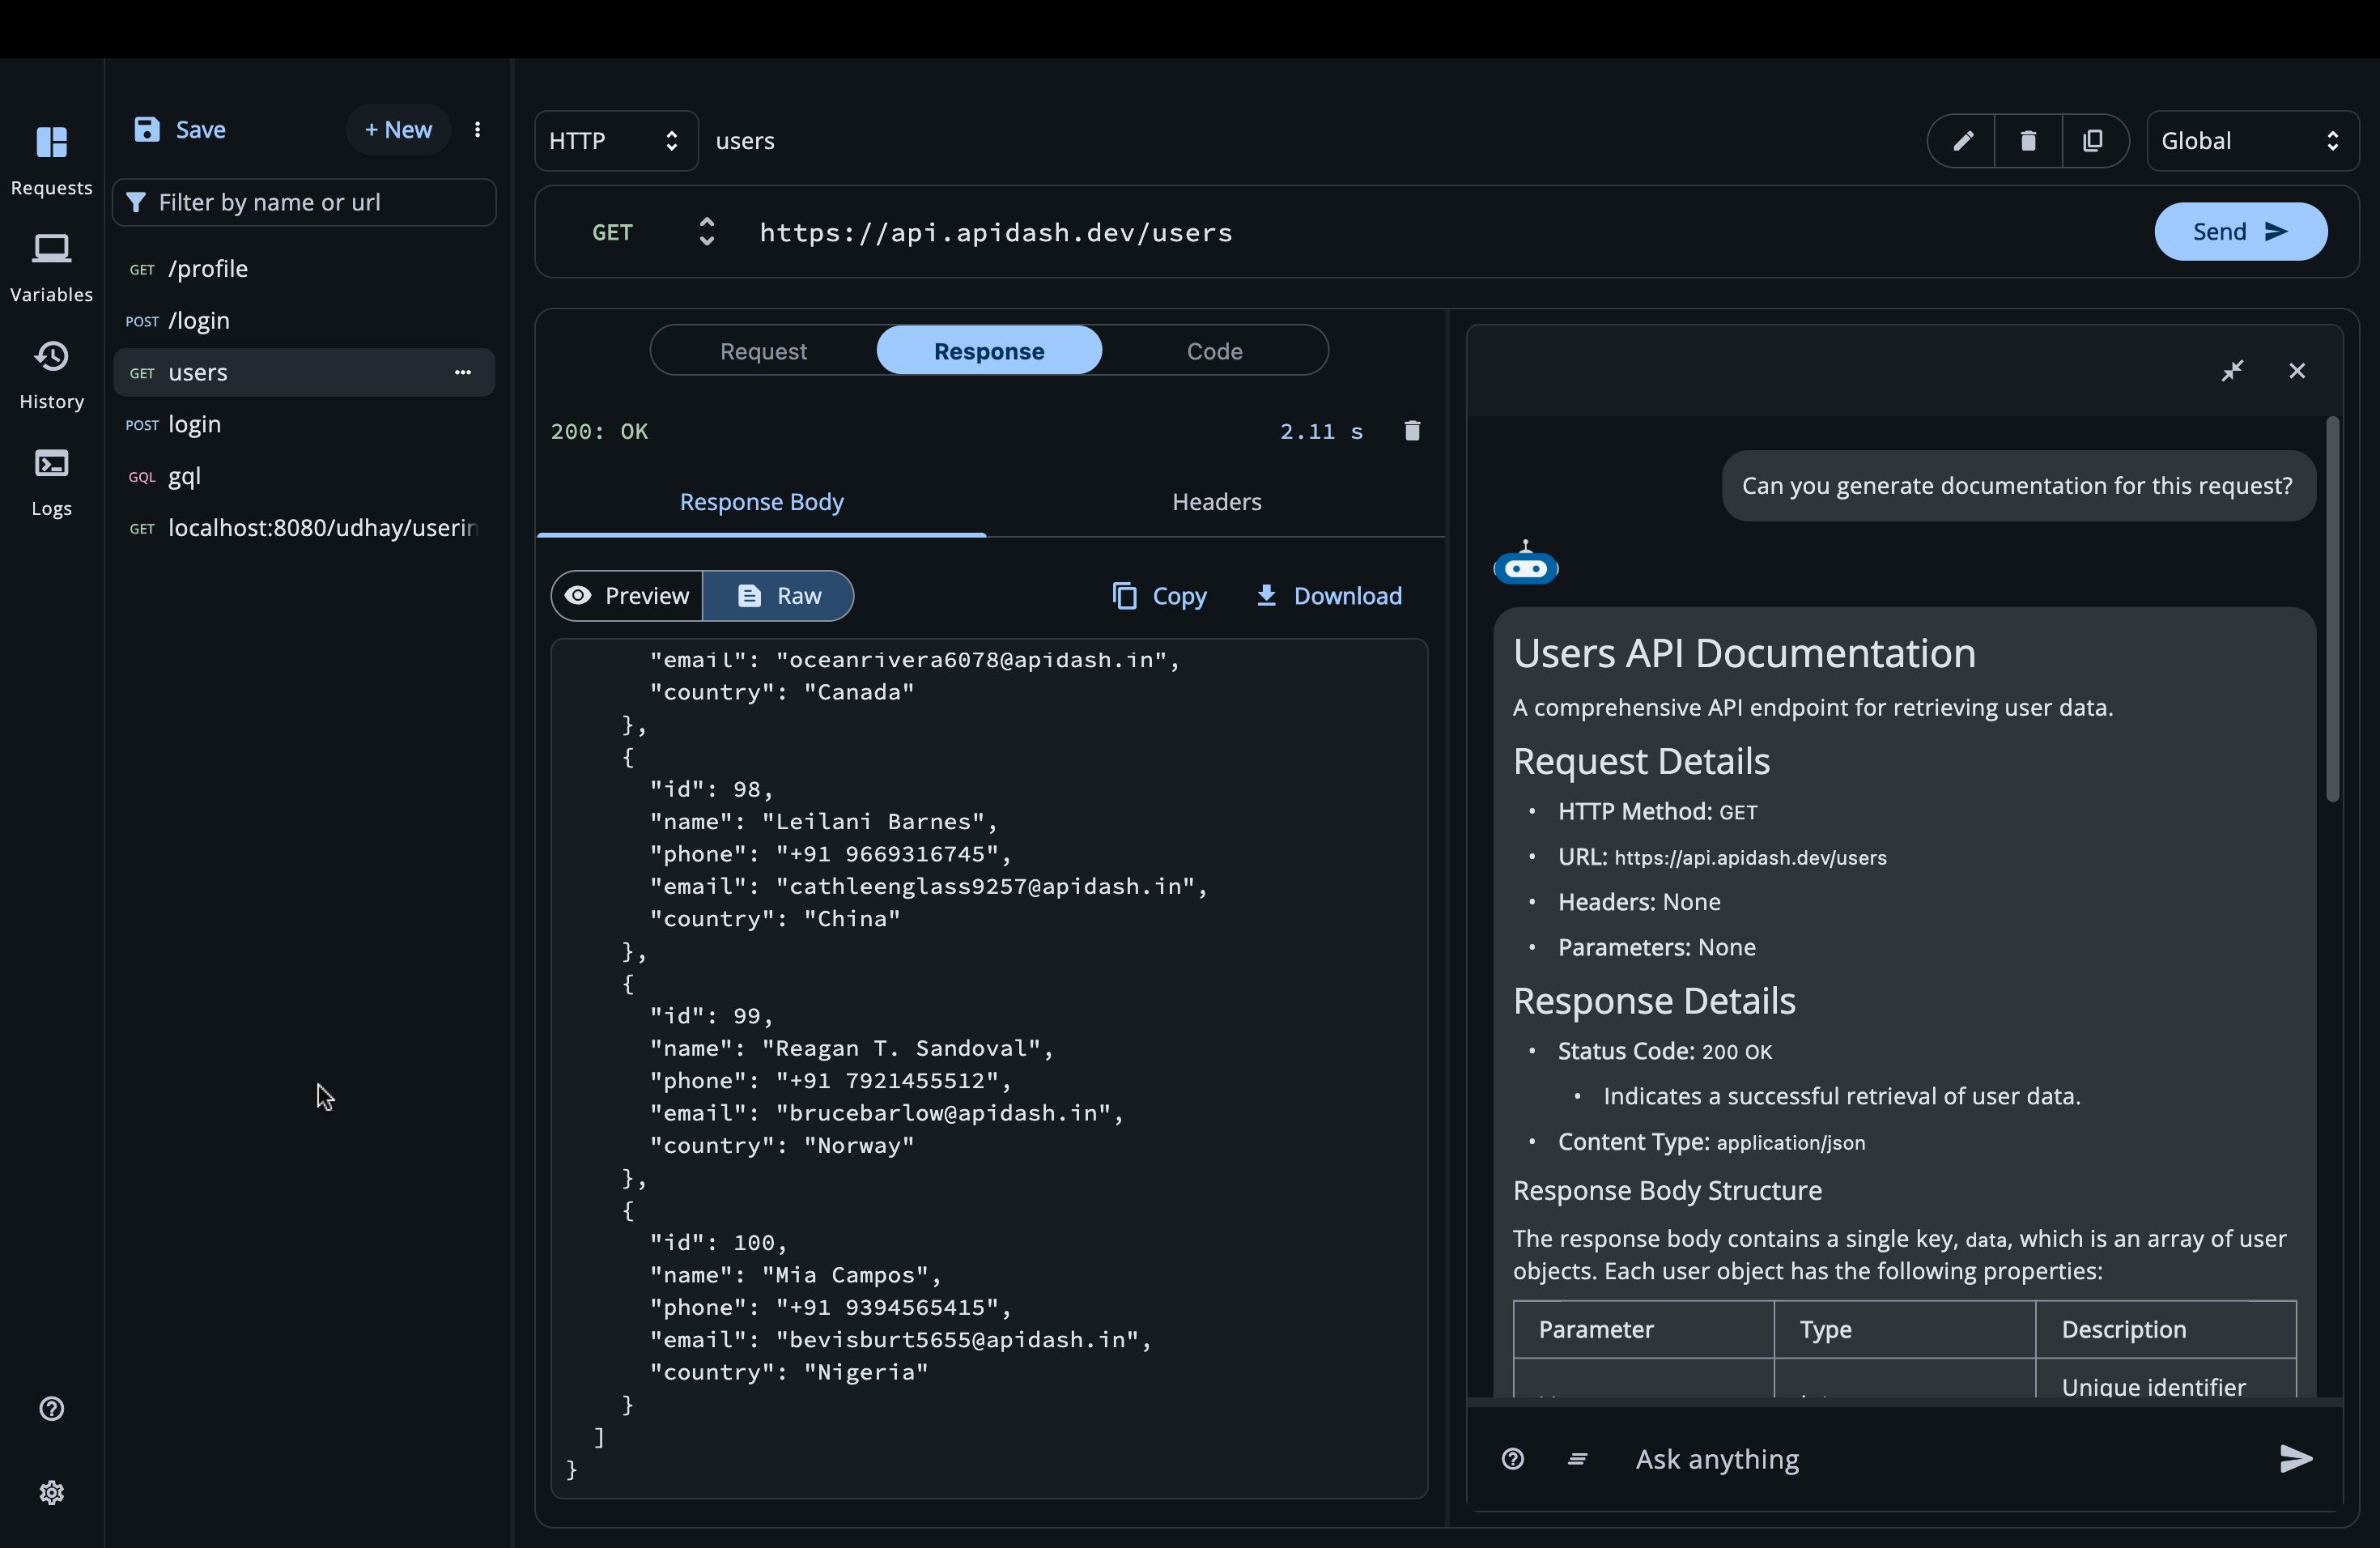 Requests
Variables
History
Logs
Save
+ New
Filter by name or url
GET /profile
POST /login
GET users
POST login
GQL gql
GET localhost:8080/udhay/userin
HTTP
users
Global
GET
https://api.apidash.dev/users
Send
Request
Response
Code
200: OK
2.11 s
Response Body
Headers
Preview
Raw
Copy
Download
"email": "oceanrivera6078@apidash.in",
"country": "Canada"
},
{
"id": 98,
"name": "Leilani Barnes",
"phone": "+91 9669316745",
"email": "cathleenglass9257@apidash.in",
"country": "China"
},
{
"id": 99,
"name": "Reagan T. Sandoval",
"phone": "+91 7921455512",
"email": "brucebarlow@apidash.in",
"country": "Norway"
},
{
"id": 100,
"name": "Mia Campos",
"phone": "+91 9394565415",
"email": "bevisburt5655@apidash.in",
"country": "Nigeria"
}
]
}
Can you generate documentation for this request?
Users API Documentation
A comprehensive API endpoint for retrieving user data.
Request Details
• HTTP Method: GET
• URL: https://api.apidash.dev/users
• Headers: None
• Parameters: None
Response Details
• Status Code: 200 OK
• Indicates a successful retrieval of user data.
• Content Type: application/json
Response Body Structure
The response body contains a single key, data, which is an array of user
objects. Each user object has the following properties:
Parameter
Type
Description
Unique identifier
Ask anything